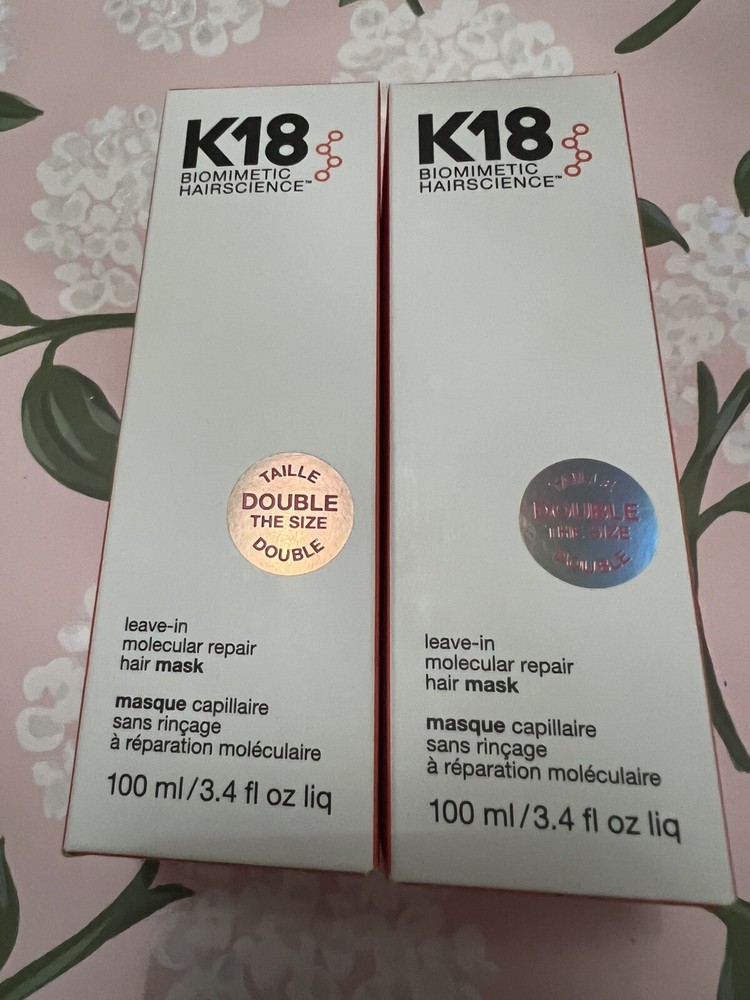 K18
BIOMIMETIC
HAIRSCIENCE™
TAILLE
DOUBLE
THE SIZE
DOUBLE
leave-in
molecular repair
hair mask
masque capillaire
sans rinçage
à réparation moléculaire
100 ml/3.4 fl oz liq
K18
BIOMIMETIC
HAIRSCIENCE™
TAILLE
DOUBLE
THE SIZE
DOUBLE
leave-in
molecular repair
hair mask
masque capillaire
sans rinçage
à réparation moléculaire
100 ml/3.4 fl oz liq